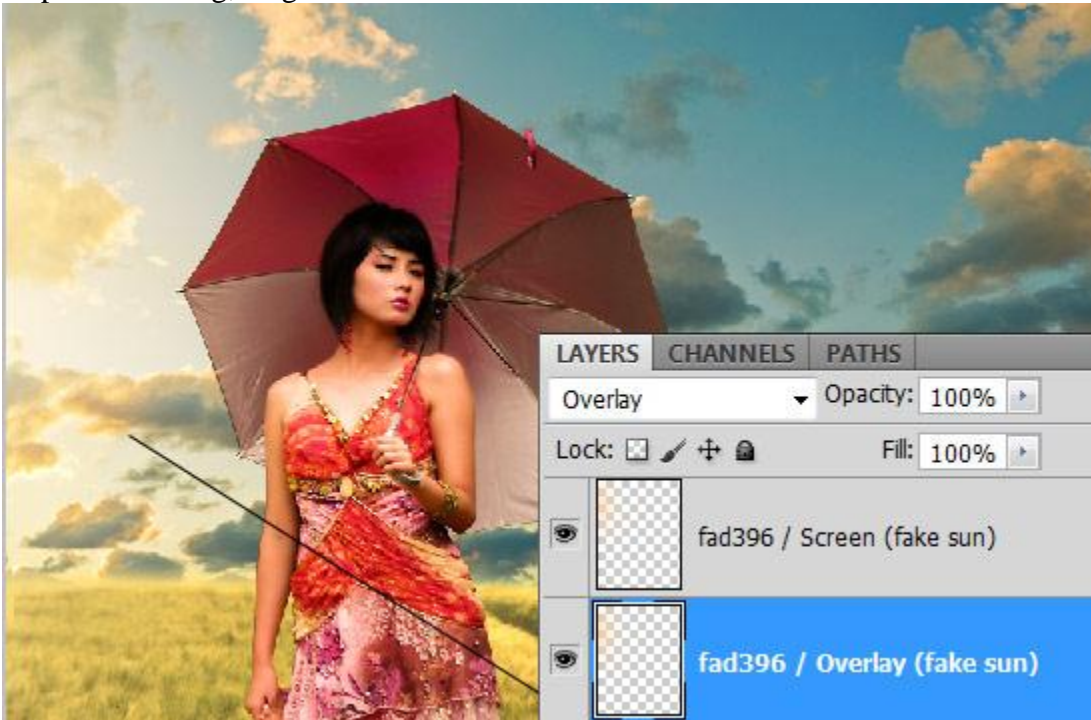 LAYERS CHANNELS PATHS
Overlay Opacity: 100%
Lock: Fill: 100%
fad396 / Screen (fake sun)
fad396 / Overlay (fake sun)